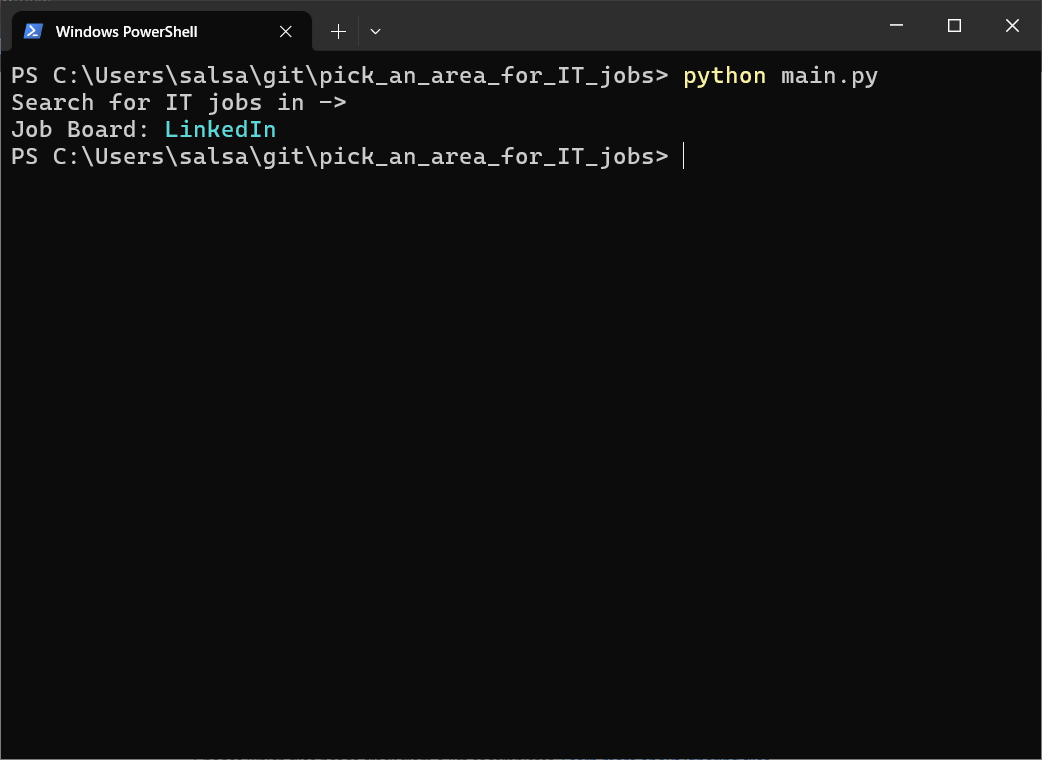 Windows PowerShell
PS C:\Users\salsa\git\pick_an_area_for_IT_jobs> python main.py
Search for IT jobs in ->
Job Board: LinkedIn
PS C:\Users\salsa\git\pick_an_area_for_IT_jobs>